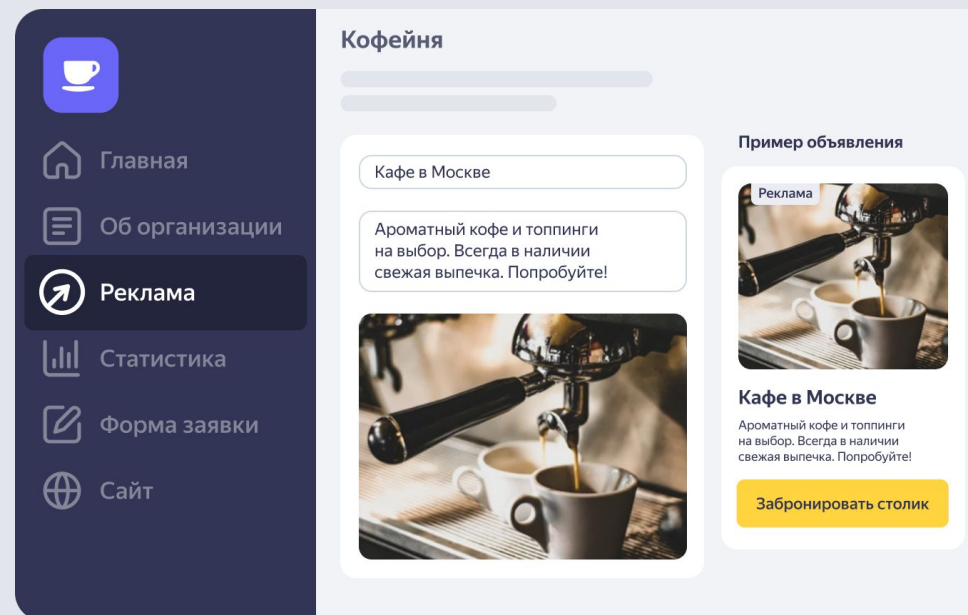 Главная
Об организации
Реклама
Статистика
Форма заявки
Сайт
Кофейня
Кафе в Москве
Ароматный кофе и топпинги
на выбор. Всегда в наличии
свежая выпечка. Попробуйте!
Пример объявления
Реклама
Кафе в Москве
Ароматный кофе и топпинги
на выбор. Всегда в наличии
свежая выпечка. Попробуйте!
Забронировать столик